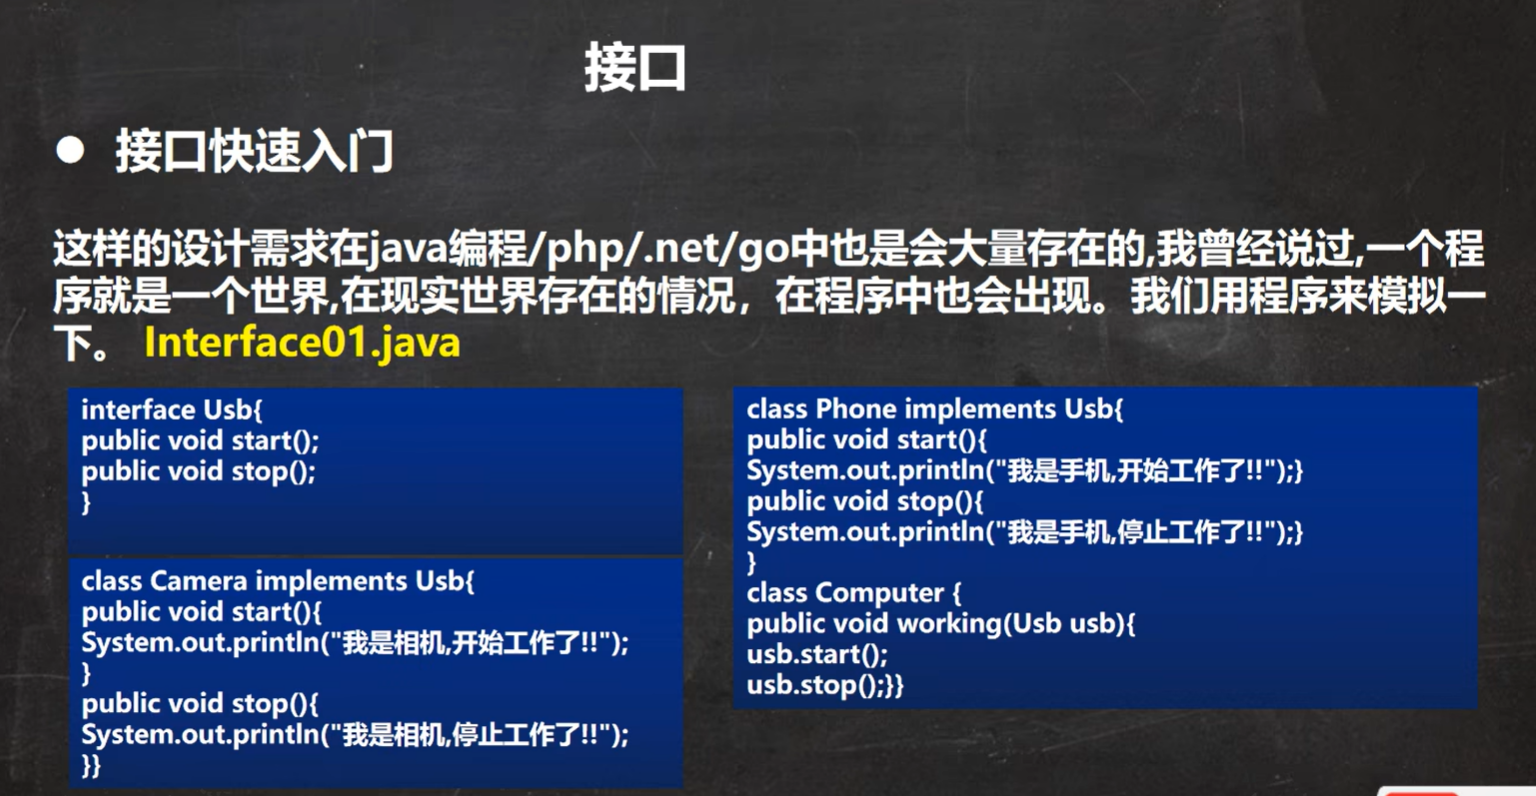 接口
● 接口快速入门
这样的设计需求在java编程/php/.net/go中也是会大量存在的,我曾经说过,一个程
序就是一个世界,在现实世界存在的情况，在程序中也会出现。我们用程序来模拟一
下。 Interface01.java
interface Usb{
public void start();
public void stop();
}
class Camera implements Usb{
public void start(){
System.out.println("我是相机,开始工作了!!");
}
public void stop(){
System.out.println("我是相机,停止工作了!!");
}}
class Phone implements Usb{
public void start(){
System.out.println("我是手机,开始工作了!!");}
public void stop(){
System.out.println("我是手机,停止工作了!!");}
}
class Computer {
public void working(Usb usb){
usb.start();
usb.stop();}}